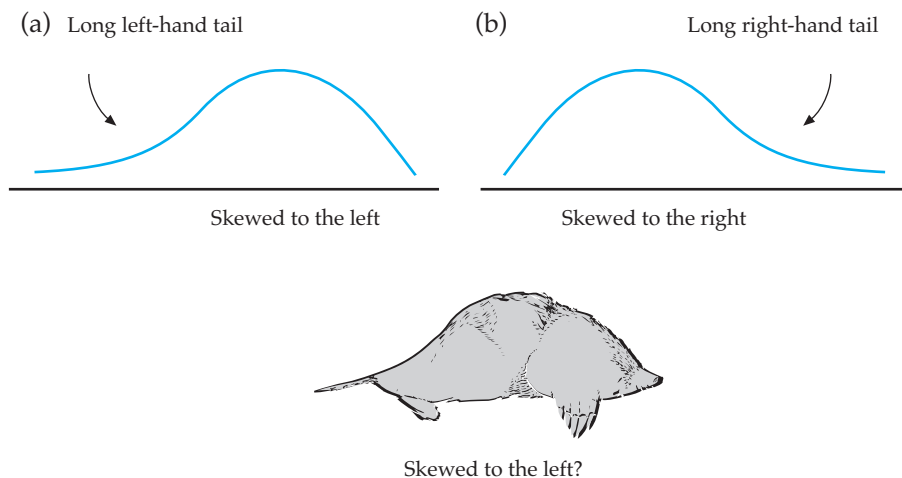 (a) Long left-hand tail
(b) Long right-hand tail
Skewed to the left
Skewed to the right
Skewed to the left?